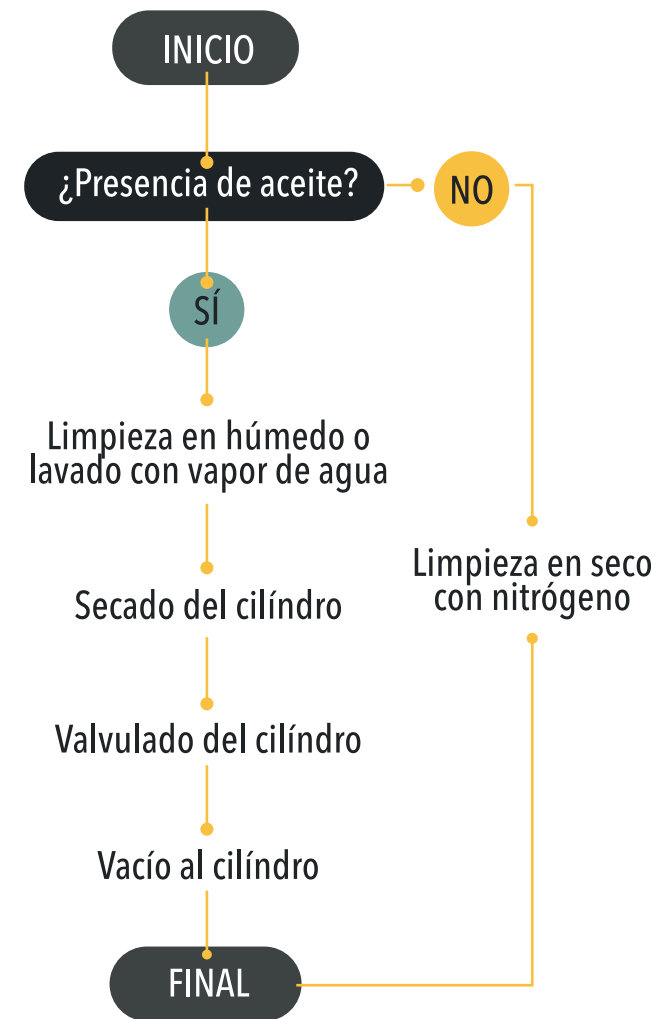 INICIO
¿Presencia de aceite?
NO
SÍ
Limpieza en húmedo o
lavado con vapor de agua
Limpieza en seco
con nitrógeno
Secado del cilíndro
Valvulado del cilíndro
Vacío al cilíndro
FINAL